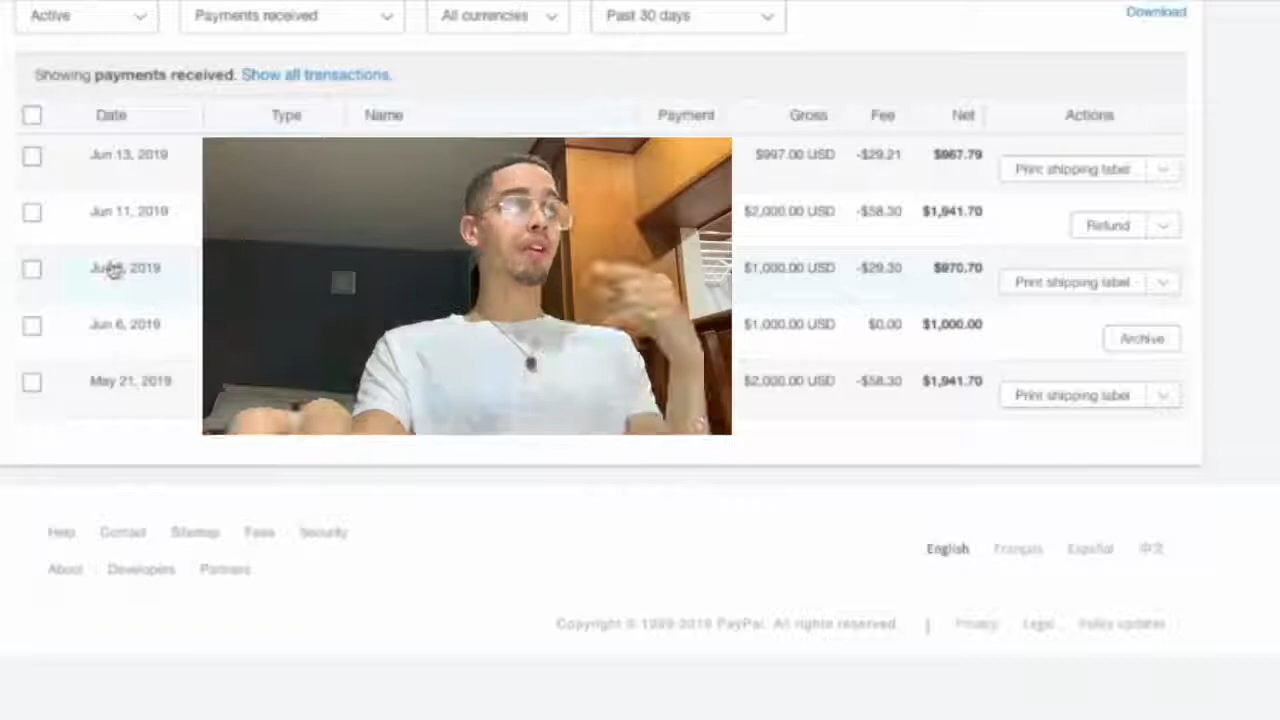 Active Payments received All currencies Past 30 days Download
Showing payments received. Show all transactions.
Date Type Name Payment Gross Fee Net Actions
Jun 13, 2019 $997.00 USD -$29.21 $967.79 Print shipping label
Jun 11, 2019 $2,000.00 USD -$58.30 $1,941.70 Refund
2019 $1,000.00 USD -$29.30 $970.70 Print shipping label
Jun 6, 2019 $1,000.00 USD $0.00 $1,000.00 Archive
May 21, 2019 $2,000.00 USD -$58.30 $1,941.70 Print shipping label
Help Contact Sitemap Fees Security
English Français Español 中文
About Developers Partners
Copyright © 1999-2019 PayPal. All rights reserved. | Privacy Legal Policy updates